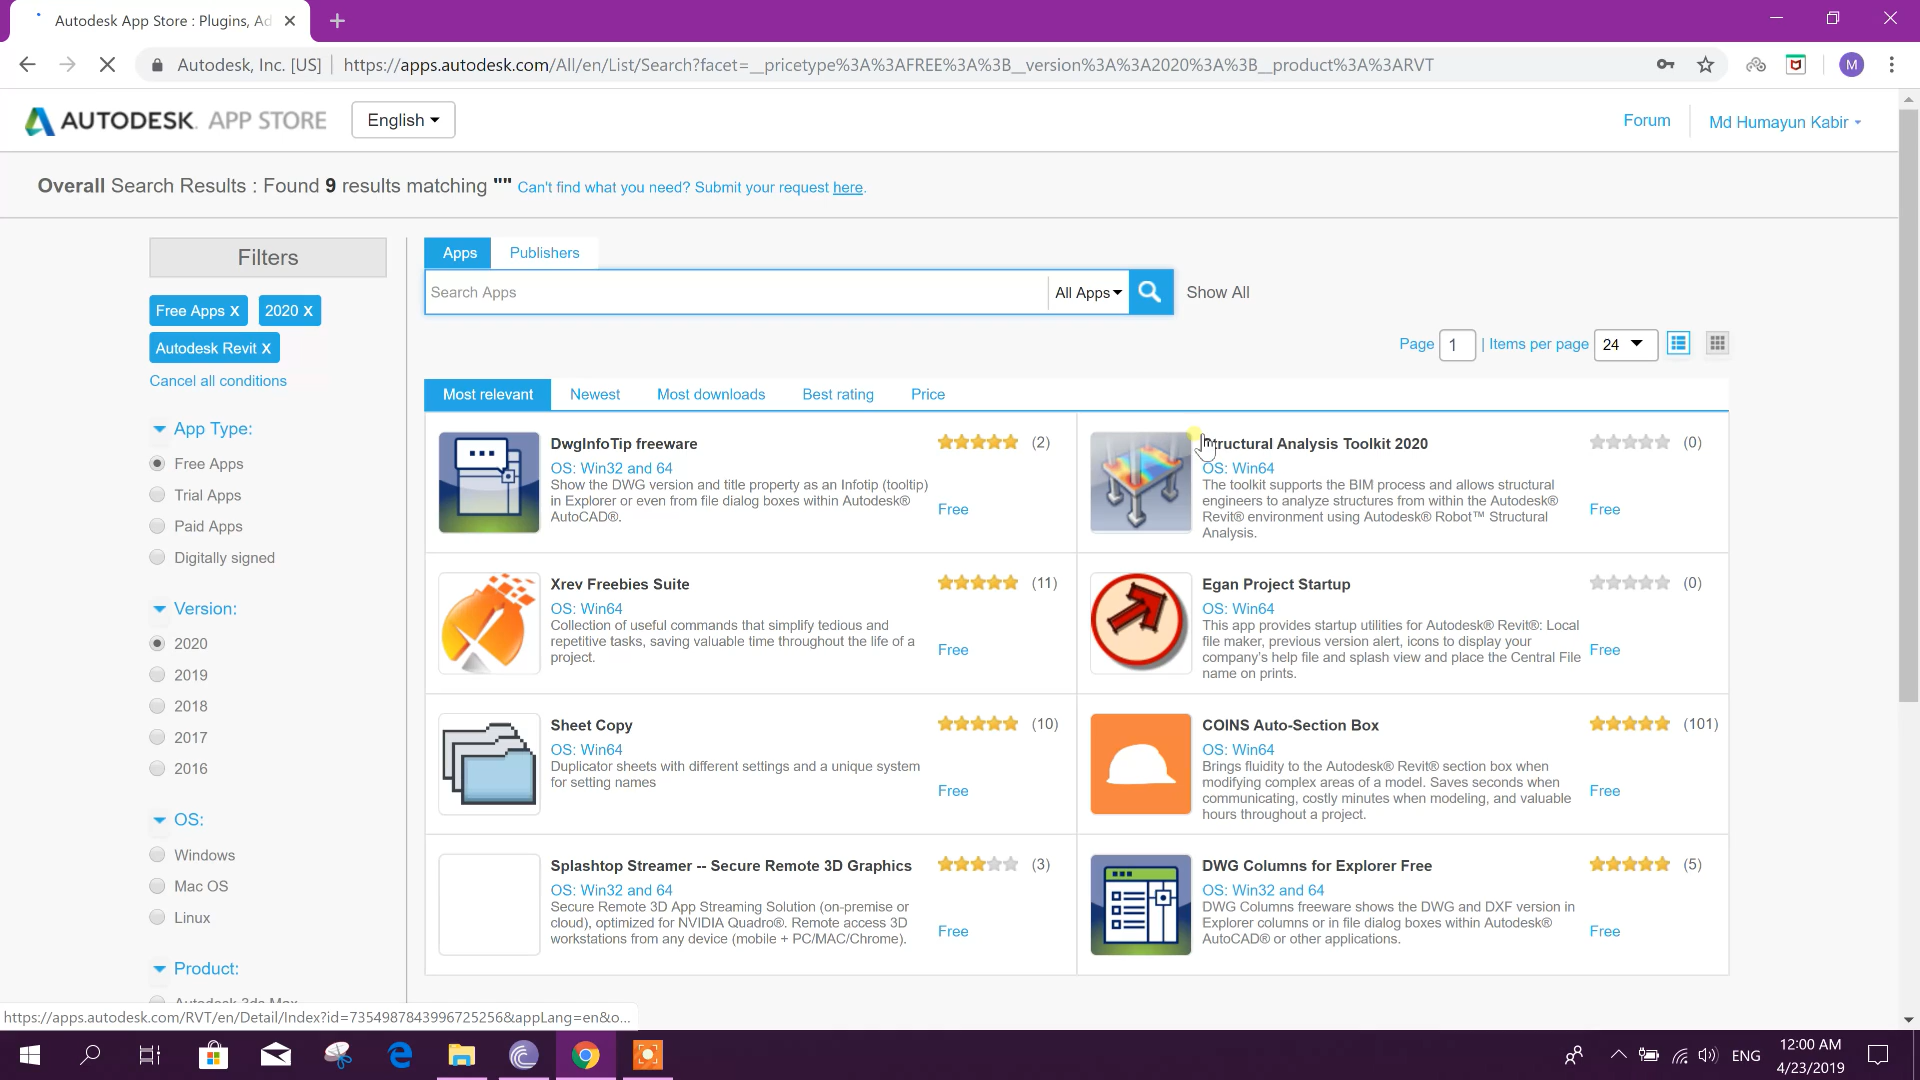 Autodesk App Store : Plugins, Ad
Autodesk, Inc. [US]
https://apps.autodesk.com/All/en/List/Search?facet=__pricetype%3A%3AFREE%3A%3B__version%3A%3A2020%3A%3B__product%3A%3ARVT
M
AUTODESK. APP STORE
English
Forum
Md Humayun Kabir
Overall Search Results : Found 9 results matching "" Can't find what you need? Submit your request here.
Filters
Free Apps X
2020 X
Autodesk Revit X
Cancel all conditions
App Type:
Free Apps
Trial Apps
Paid Apps
Digitally signed
Version:
2020
2019
2018
2017
2016
OS:
Windows
Mac OS
Linux
Product:
Autodesk 3ds Max
Apps
Publishers
Search Apps
All Apps
Show All
Page 1 | Items per page 24
Most relevant
Newest
Most downloads
Best rating
Price
DwgInfoTip freeware
(2)
OS: Win32 and 64
Show the DWG version and title property as an Infotip (tooltip)
in Explorer or even from file dialog boxes within Autodesk®
AutoCAD®.
Free
Structural Analysis Toolkit 2020
(0)
OS: Win64
The toolkit supports the BIM process and allows structural
engineers to analyze structures from within the Autodesk®
Revit® environment using Autodesk® Robot™ Structural
Analysis.
Free
Xrev Freebies Suite
(11)
OS: Win64
Collection of useful commands that simplify tedious and
repetitive tasks, saving valuable time throughout the life of a
project.
Free
Egan Project Startup
(0)
OS: Win64
This app provides startup utilities for Autodesk® Revit®: Local
file maker, previous version alert, icons to display your
company's help file and splash view and place the Central File
name on prints.
Free
Sheet Copy
(10)
OS: Win64
Duplicator sheets with different settings and a unique system
for setting names
Free
COINS Auto-Section Box
(101)
OS: Win64
Brings fluidity to the Autodesk® Revit® section box when
modifying complex areas of a model. Saves seconds when
communicating, costly minutes when modeling, and valuable
hours throughout a project.
Free
Splashtop Streamer -- Secure Remote 3D Graphics
(3)
OS: Win32 and 64
Secure Remote 3D App Streaming Solution (on-premise or
cloud), optimized for NVIDIA Quadro®. Remote access 3D
workstations from any device (mobile + PC/MAC/Chrome).
Free
DWG Columns for Explorer Free
(5)
OS: Win32 and 64
DWG Columns freeware shows the DWG and DXF version in
Explorer columns or in file dialog boxes within Autodesk®
AutoCAD® or other applications.
Free
https://apps.autodesk.com/RVT/en/Detail/Index?id=7354987843996725256&appLang=en&o...
ENG
12:00 AM
4/23/2019